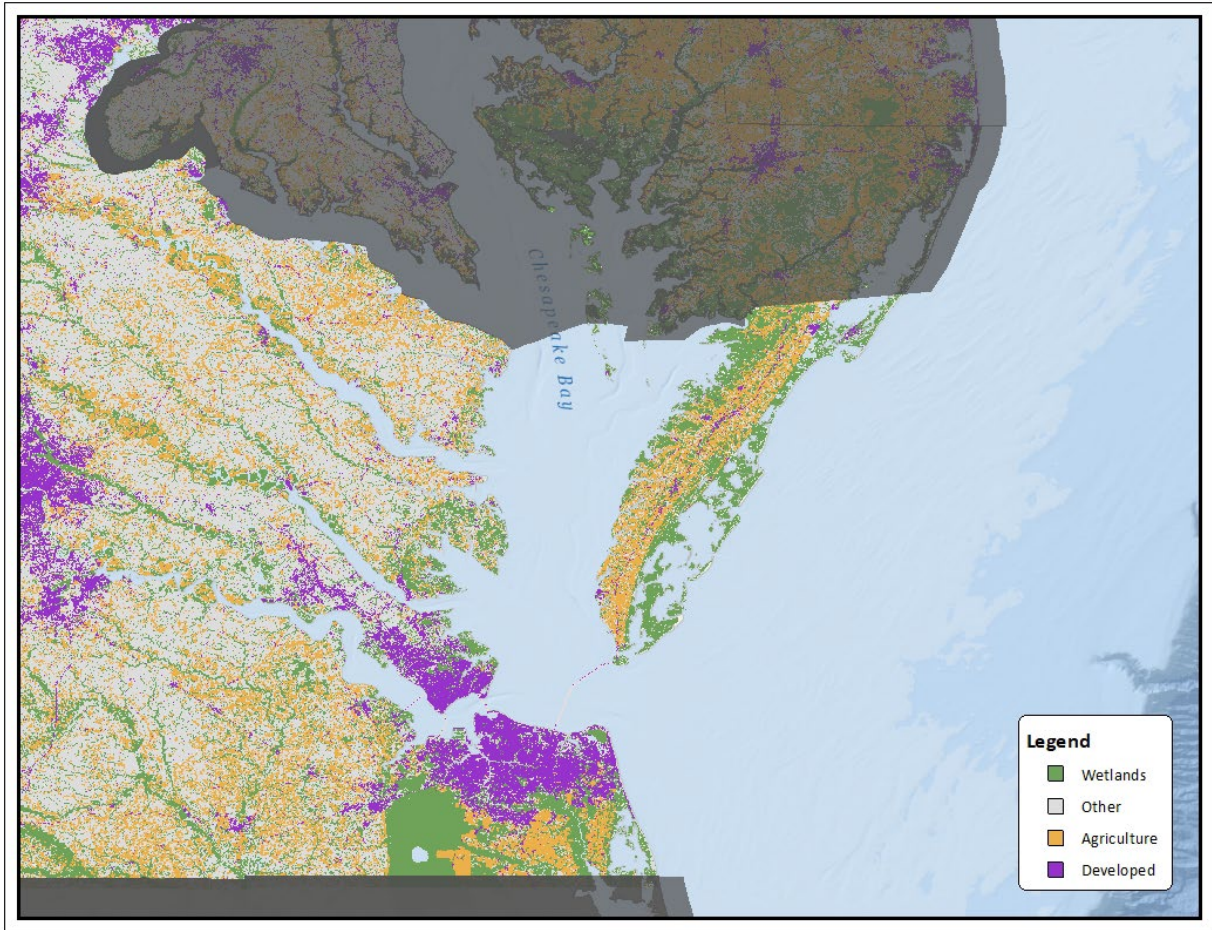 Chesapeake Bay
Legend
Wetlands
Other
Agriculture
Developed